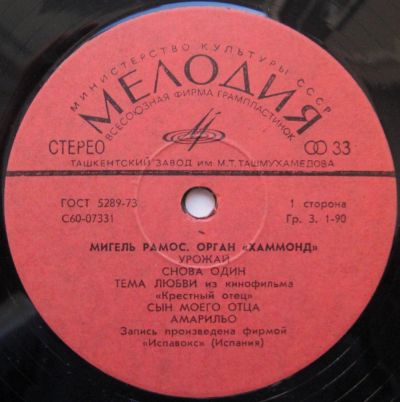 МИНИСТЕРСТВО КУЛЬТУРЫ СССР
МЕЛОДИЯ
ВСЕСОЮЗНАЯ ФИРМА ГРАМПЛАСТИНОК
СТЕРЕО
33
ТАШКЕНТСКИЙ ЗАВОД ИМ. М.Т.ТАШМУХАМЕДОВА
ГОСТ 5289-73
1 сторона
С60-07331
Гр. 3. 1-90
МИГЕЛЬ РАМОС. ОРГАН «ХАММОНД»
УРОЖАЙ
СНОВА ОДИН
ТЕМА ЛЮБВИ из кинофильма
«Крестный отец»
СЫН МОЕГО ОТЦА
АМАРИЛЬО
Запись произведена фирмой
«Испавокс» (Испания)